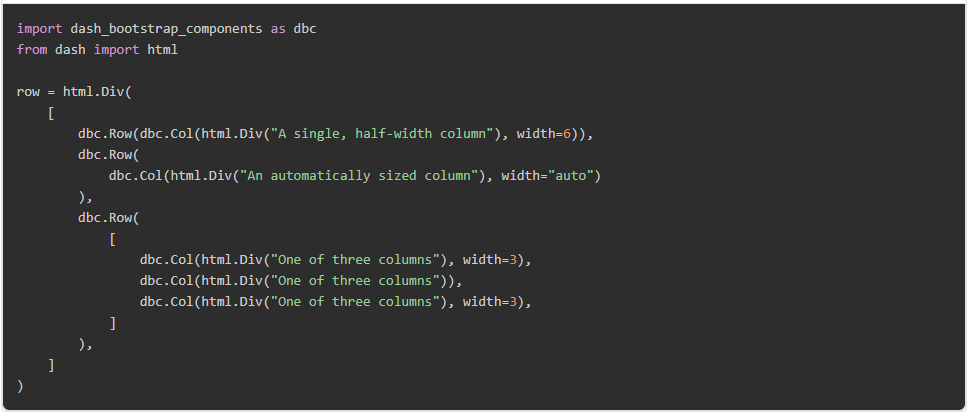 import dash_bootstrap_components as dbc
from dash import html

row = html.Div(
    [
        dbc.Row(dbc.Col(html.Div("A single, half-width column"), width=6)),
        dbc.Row(
            dbc.Col(html.Div("An automatically sized column"), width="auto")
        ),
        dbc.Row(
            [
                dbc.Col(html.Div("One of three columns"), width=3),
                dbc.Col(html.Div("One of three columns")),
                dbc.Col(html.Div("One of three columns"), width=3),
            ]
        ),
    ]
)